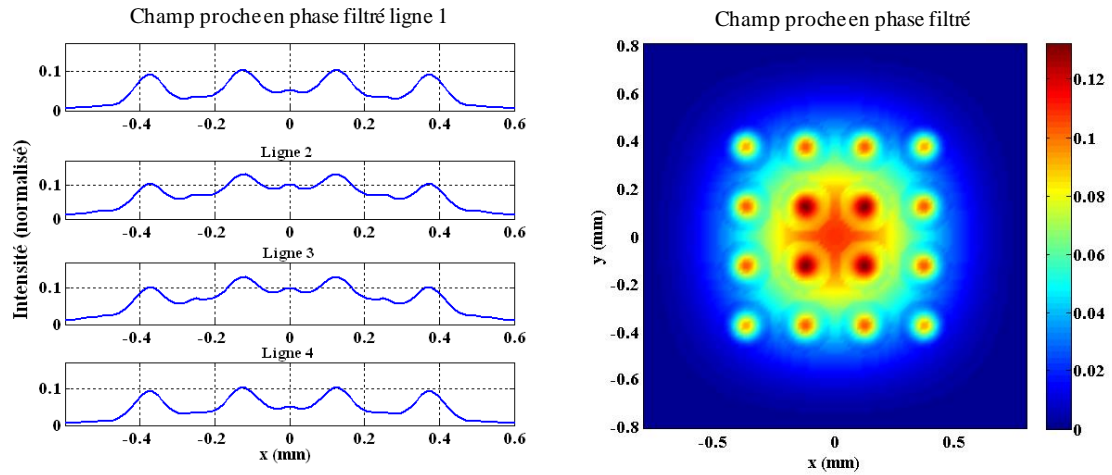 Champ proche en phase filtré ligne 1
0.1
0
-0.4 -0.2 0 0.2 0.4 0.6
Ligne 2
0.1
0
-0.4 -0.2 0 0.2 0.4 0.6
Ligne 3
0.1
0
-0.4 -0.2 0 0.2 0.4 0.6
Ligne 4
0.1
0
-0.4 -0.2 0 0.2 0.4 0.6
x (mm)
Intensité (normalisé)
Champ proche en phase filtré
0.8
0.6
0.4
0.2
0
-0.2
-0.4
-0.6
-0.8
y (mm)
-0.5 0 0.5
x (mm)
0.12
0.1
0.08
0.06
0.04
0.02
0